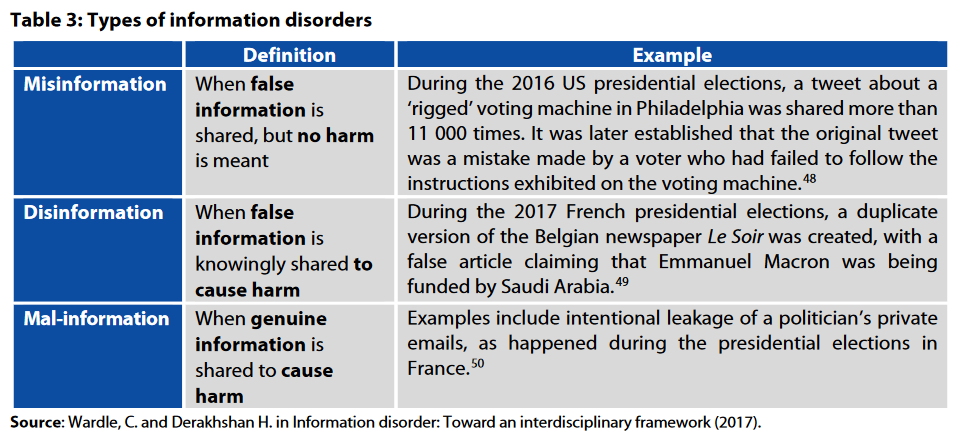 Table 3: Types of information disorders
Definition
Example
Misinformation
When false
information is
shared, but no harm
is meant
During the 2016 US presidential elections, a tweet about a
‘rigged’ voting machine in Philadelphia was shared more than
11 000 times. It was later established that the original tweet
was a mistake made by a voter who had failed to follow the
instructions exhibited on the voting machine.48
Disinformation
When false
information is
knowingly shared to
cause harm
During the 2017 French presidential elections, a duplicate
version of the Belgian newspaper Le Soir was created, with a
false article claiming that Emmanuel Macron was being
funded by Saudi Arabia.49
Mal-information
When genuine
information is
shared to cause
harm
Examples include intentional leakage of a politician’s private
emails, as happened during the presidential elections in
France.50
Source: Wardle, C. and Derakhshan H. in Information disorder: Toward an interdisciplinary framework (2017).